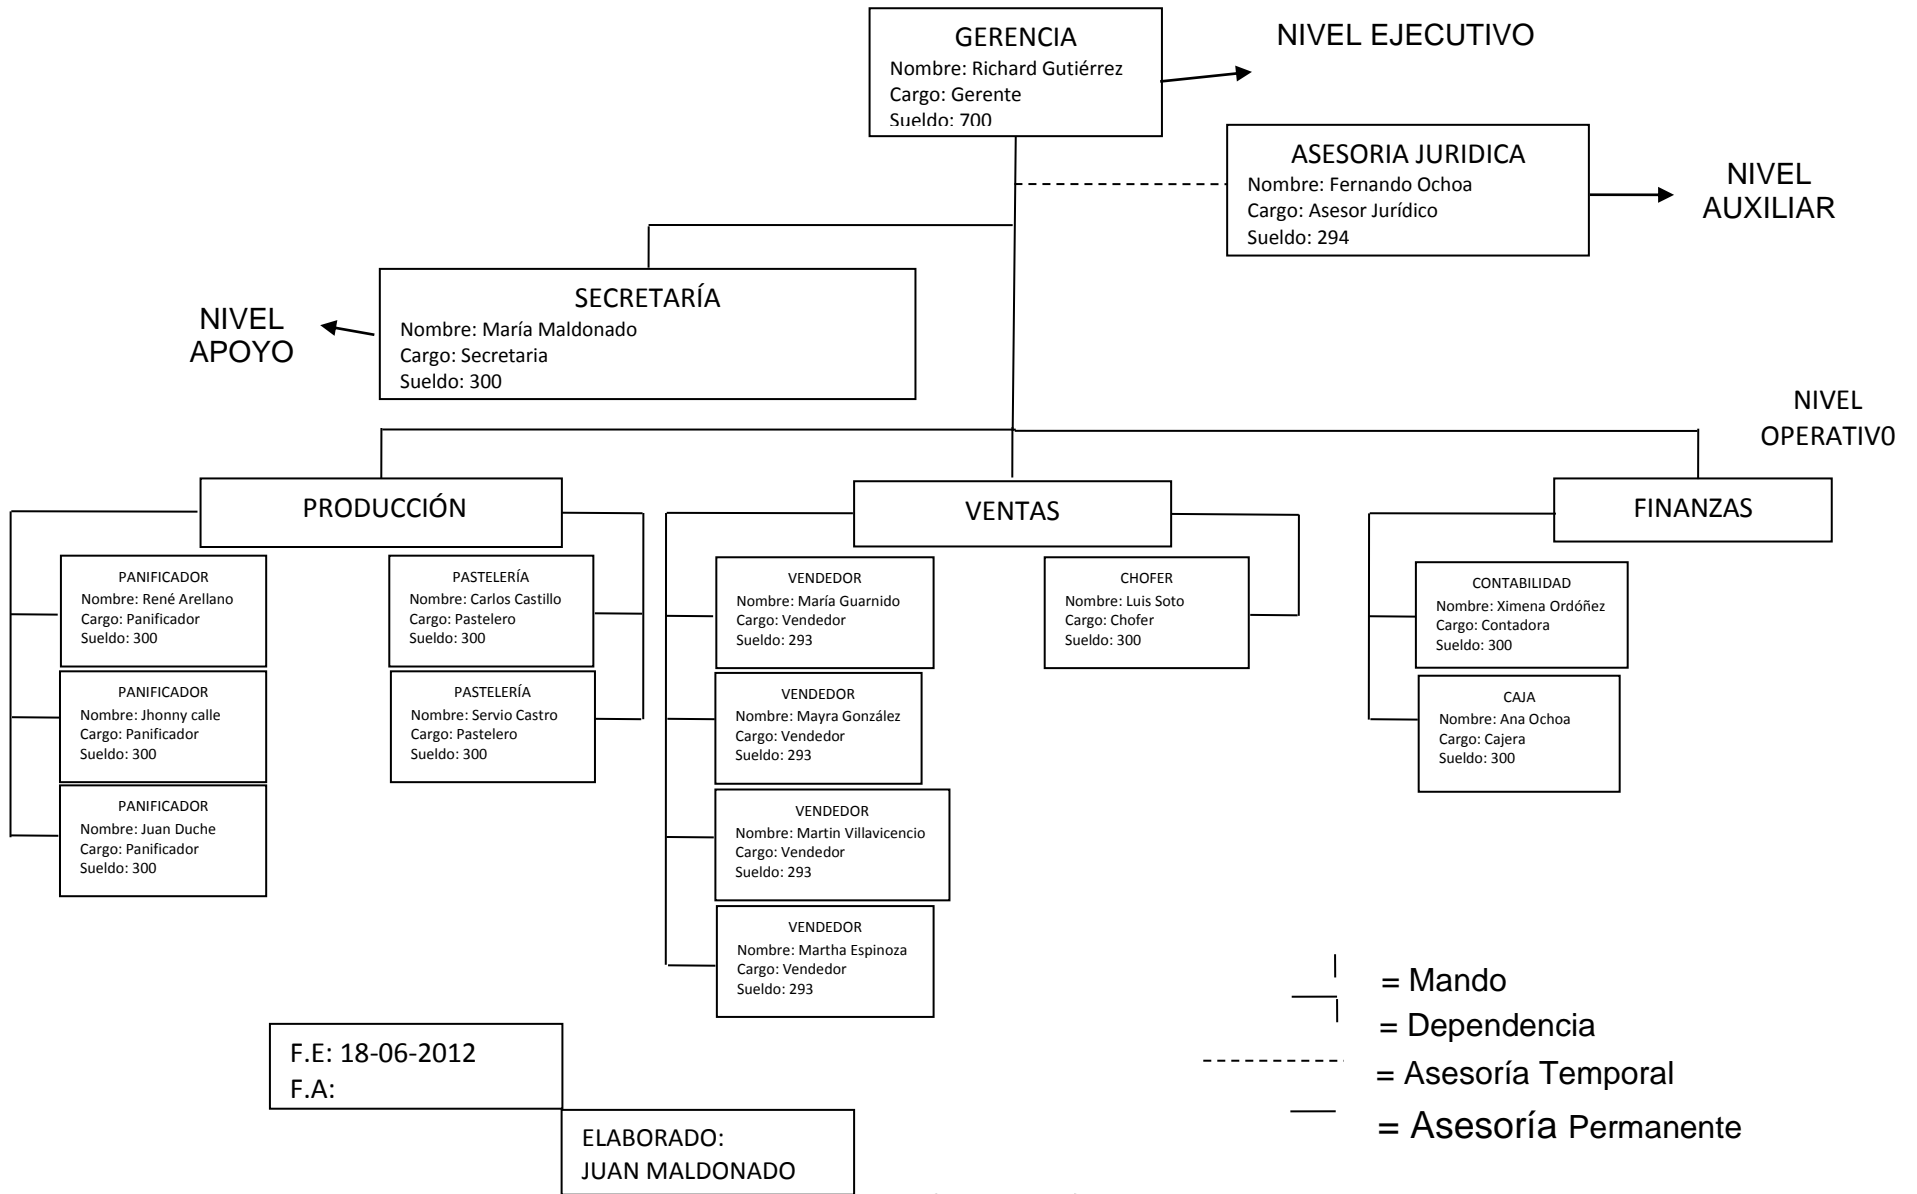 GERENCIA
Nombre: Richard Gutiérrez
Cargo: Gerente
Sueldo: 700
NIVEL EJECUTIVO
ASESORIA JURIDICA
Nombre: Fernando Ochoa
Cargo: Asesor Jurídico
Sueldo: 294
NIVEL
AUXILIAR
SECRETARÍA
Nombre: María Maldonado
Cargo: Secretaria
Sueldo: 300
NIVEL
APOYO
NIVEL
OPERATIV0
PRODUCCIÓN
PANIFICADOR
Nombre: René Arellano
Cargo: Panificador
Sueldo: 300
PANIFICADOR
Nombre: Jhonny calle
Cargo: Panificador
Sueldo: 300
PANIFICADOR
Nombre: Juan Duche
Cargo: Panificador
Sueldo: 300
PASTELERÍA
Nombre: Carlos Castillo
Cargo: Pastelero
Sueldo: 300
PASTELERÍA
Nombre: Servio Castro
Cargo: Pastelero
Sueldo: 300
VENTAS
VENDEDOR
Nombre: María Guarnido
Cargo: Vendedor
Sueldo: 293
VENDEDOR
Nombre: Mayra González
Cargo: Vendedor
Sueldo: 293
VENDEDOR
Nombre: Martin Villavicencio
Cargo: Vendedor
Sueldo: 293
VENDEDOR
Nombre: Martha Espinoza
Cargo: Vendedor
Sueldo: 293
CHOFER
Nombre: Luis Soto
Cargo: Chofer
Sueldo: 300
FINANZAS
CONTABILIDAD
Nombre: Ximena Ordóñez
Cargo: Contadora
Sueldo: 300
CAJA
Nombre: Ana Ochoa
Cargo: Cajera
Sueldo: 300
= Mando
= Dependencia
= Asesoría Temporal
= Asesoría Permanente
F.E: 18-06-2012
F.A:
ELABORADO:
JUAN MALDONADO